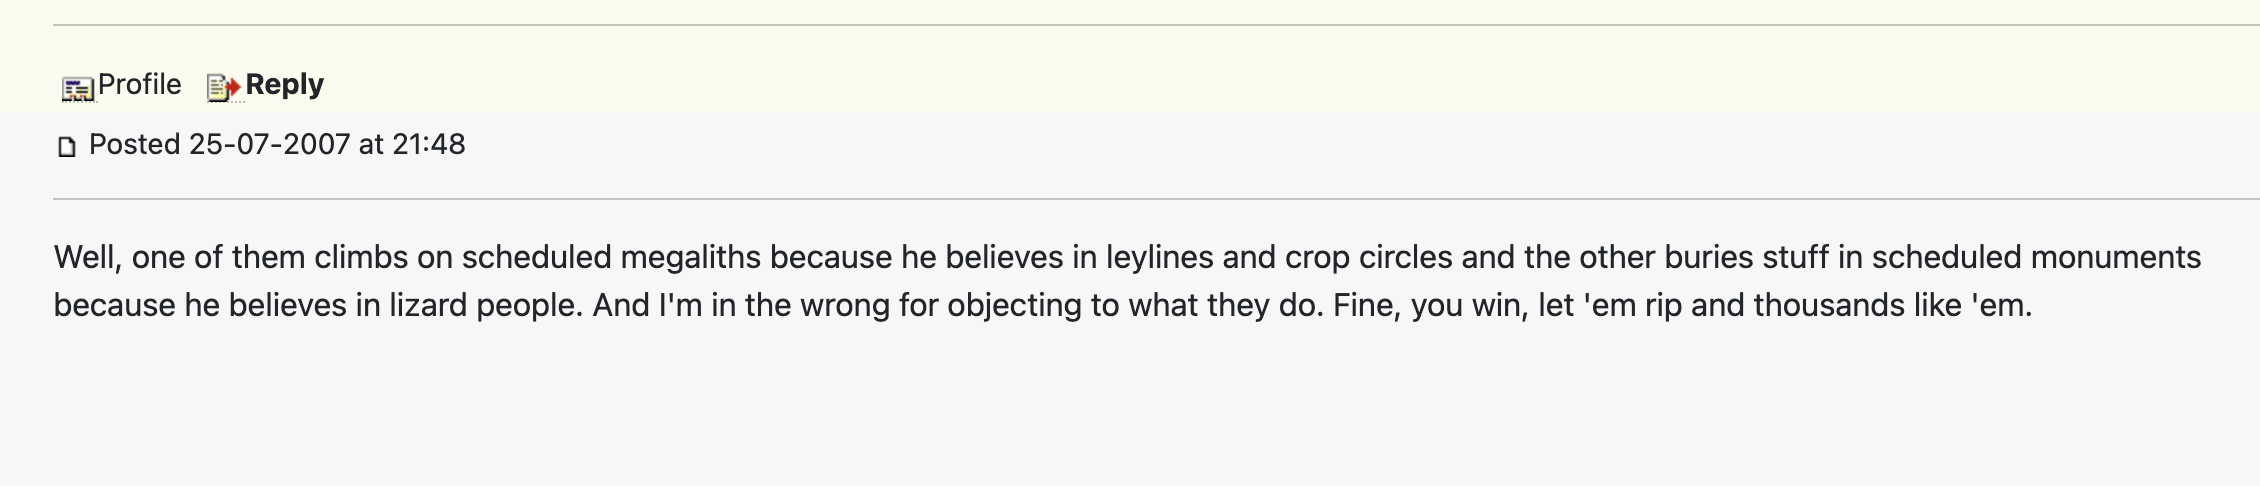 Profile Reply
Posted 25-07-2007 at 21:48
Well, one of them climbs on scheduled megaliths because he believes in leylines and crop circles and the other buries stuff in scheduled monuments
because he believes in lizard people. And I'm in the wrong for objecting to what they do. Fine, you win, let 'em rip and thousands like 'em.